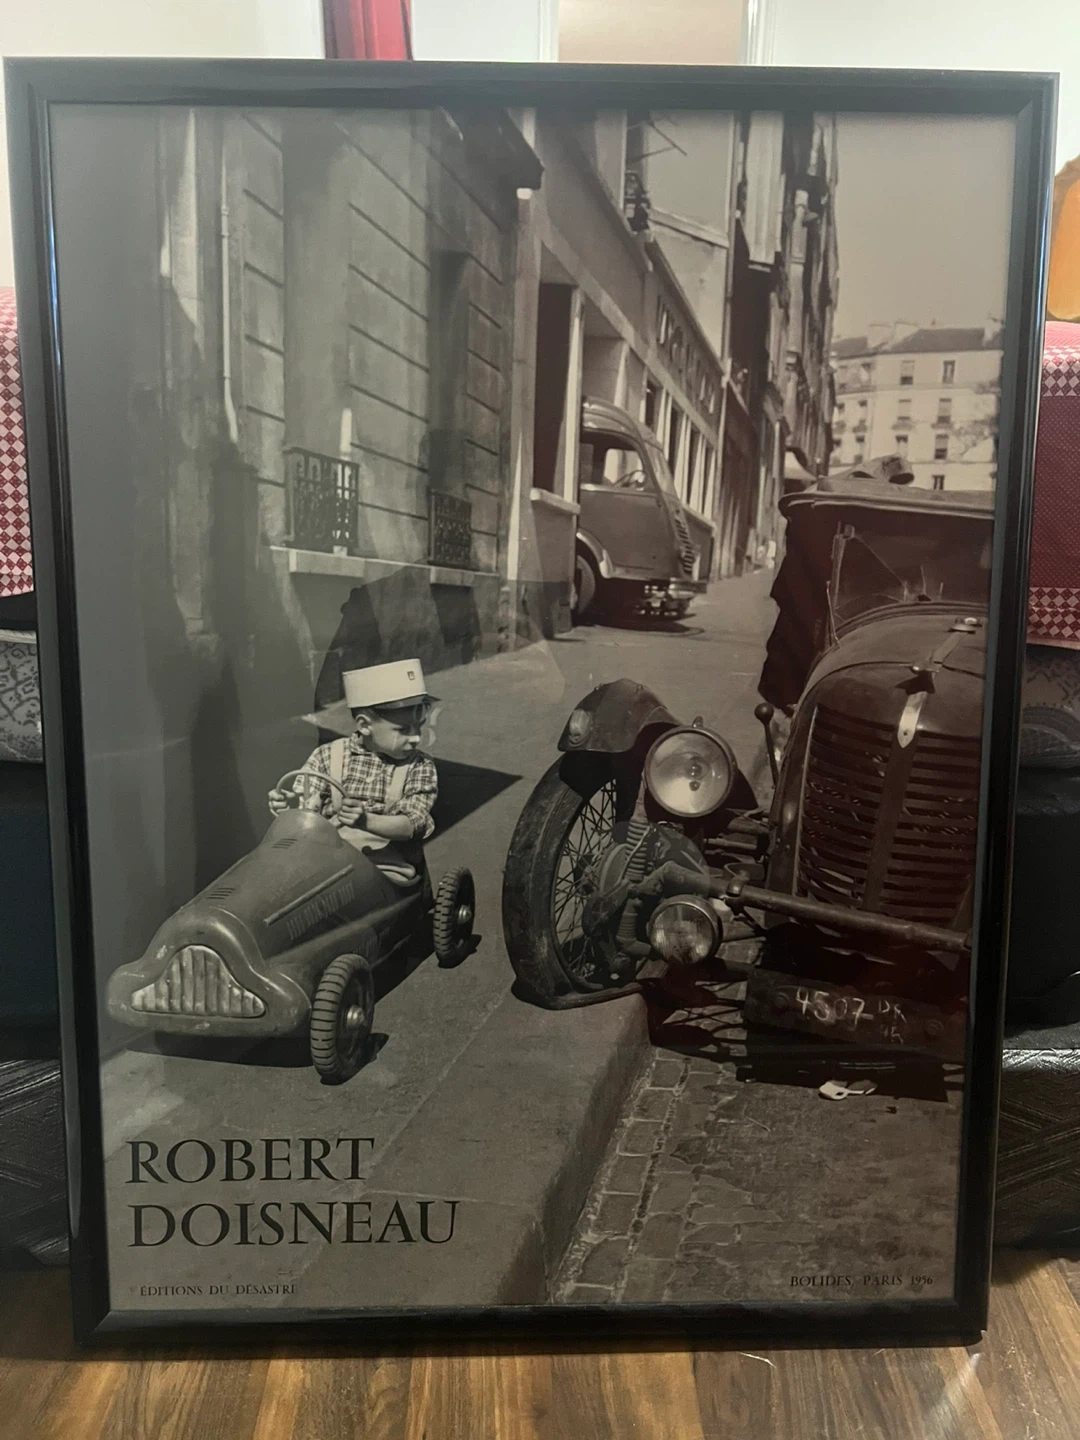 4507
ROBERT
DOISNEAU
ÉDITIONS DU DÉSASTRE
BOLIDES, PARIS 1956